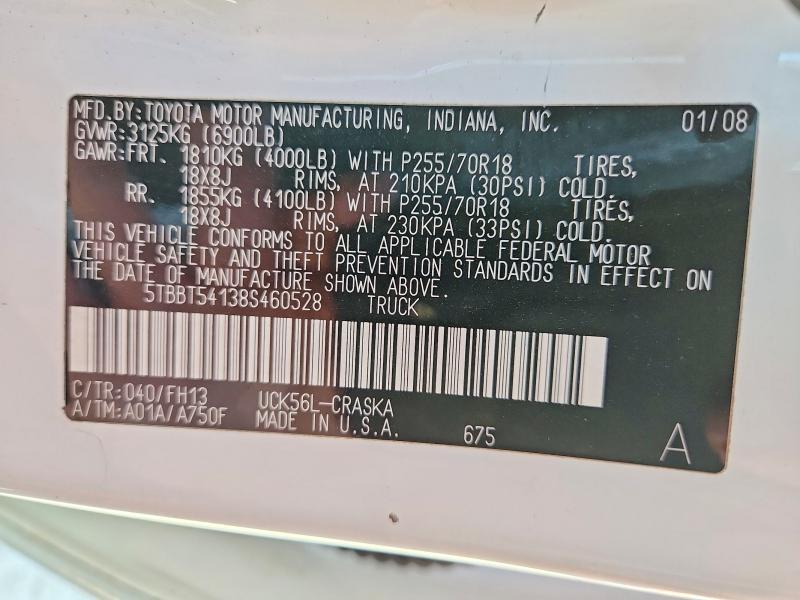 MFD.BY:TOYOTA MOTOR MANUFACTURING, INDIANA, INC. 01/08
GVWR:3125KG (6900LB)
GAWR:FRT. 1810KG (4000LB) WITH P255/70R18 TIRES,
18X8J RIMS, AT 210KPA (30PSI) COLD.
RR. 1855KG (4100LB) WITH P255/70R18 TIRES,
18X8J RIMS, AT 230KPA (33PSI) COLD.
THIS VEHICLE CONFORMS TO ALL APPLICABLE FEDERAL MOTOR
VEHICLE SAFETY AND THEFT PREVENTION STANDARDS IN EFFECT ON
THE DATE OF MANUFACTURE SHOWN ABOVE.
5TBBT54138S460528 TRUCK
C/TR:040/FH13 UCK56L-CRASKA
A/TM:A01A/A750F MADE IN U.S.A. 675 A